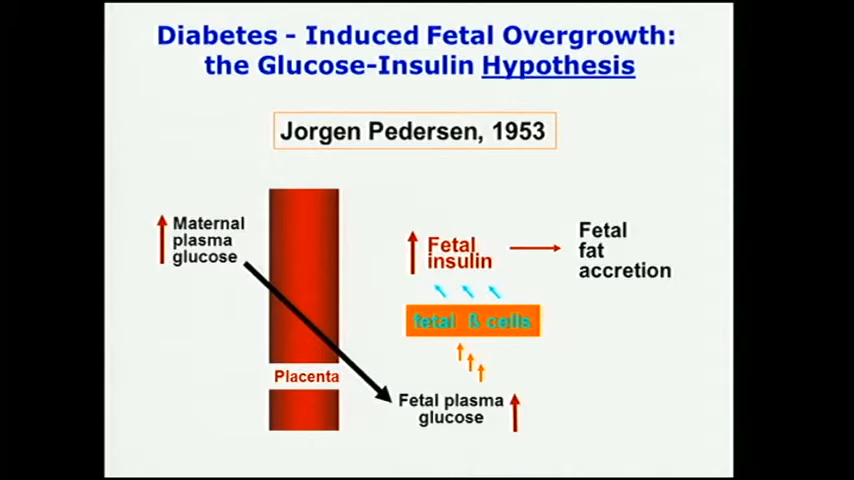 Diabetes - Induced Fetal Overgrowth:
the Glucose-Insulin Hypothesis
Jorgen Pedersen, 1953
Maternal
plasma
glucose
Fetal
insulin
Fetal
fat
accretion
fetal ß cells
Placenta
Fetal plasma
glucose